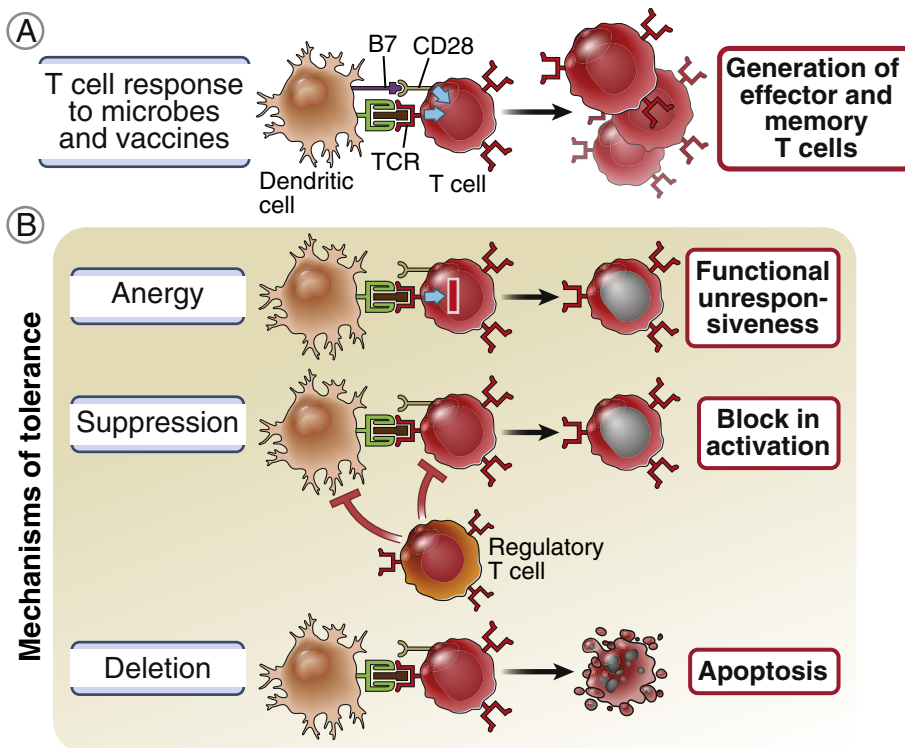 A
T cell response
to microbes
and vaccines
B7
CD28
TCR
Dendritic
cell
T cell
Generation of
effector and
memory
T cells
B
Mechanisms of tolerance
Anergy
Functional
unrespon-
siveness
Suppression
Block in
activation
Regulatory
T cell
Deletion
Apoptosis